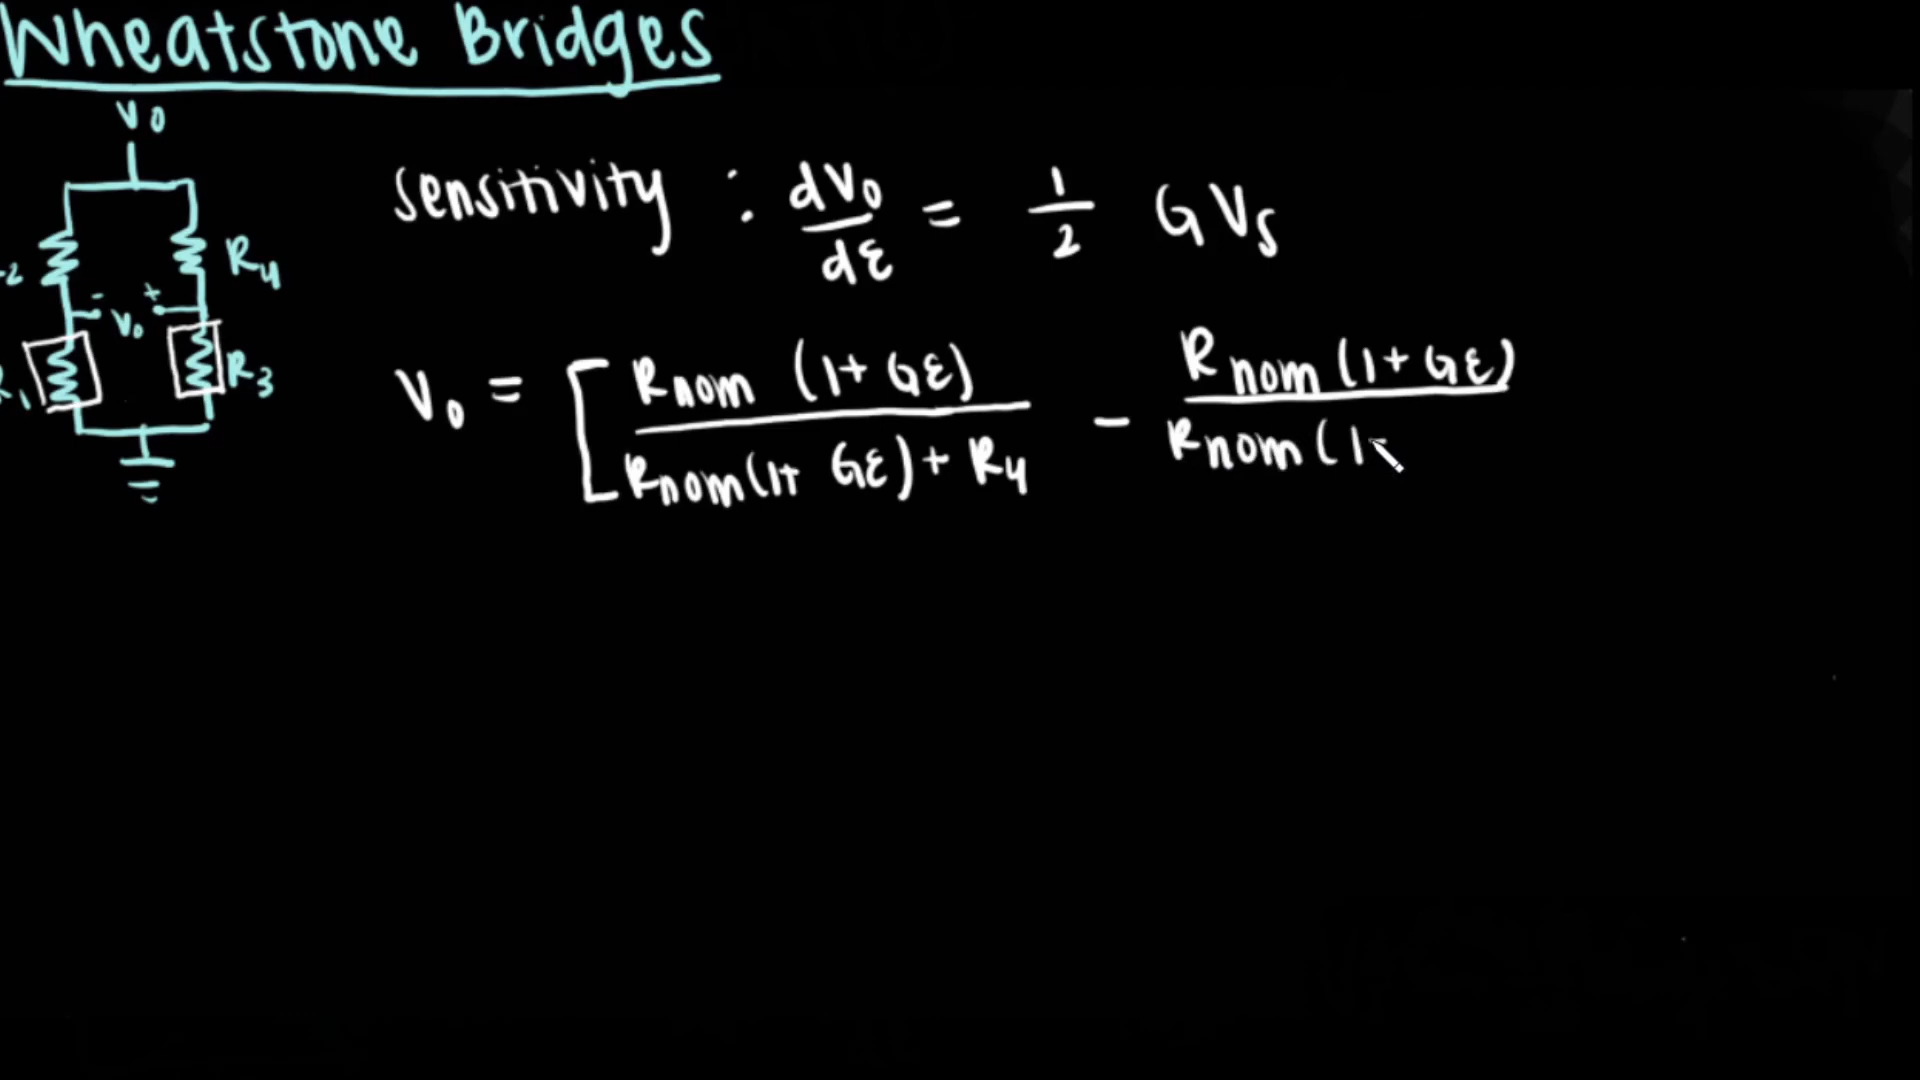 Wheatstone Bridges
V0
sensitivity : dV0/dε = 1/2 G Vs
R4
- V0 +
R3
V0 = [ Rnom (1+ Gε) / Rnom(1+ Gε) + R4 - Rnom (1+ Gε) / Rnom (1